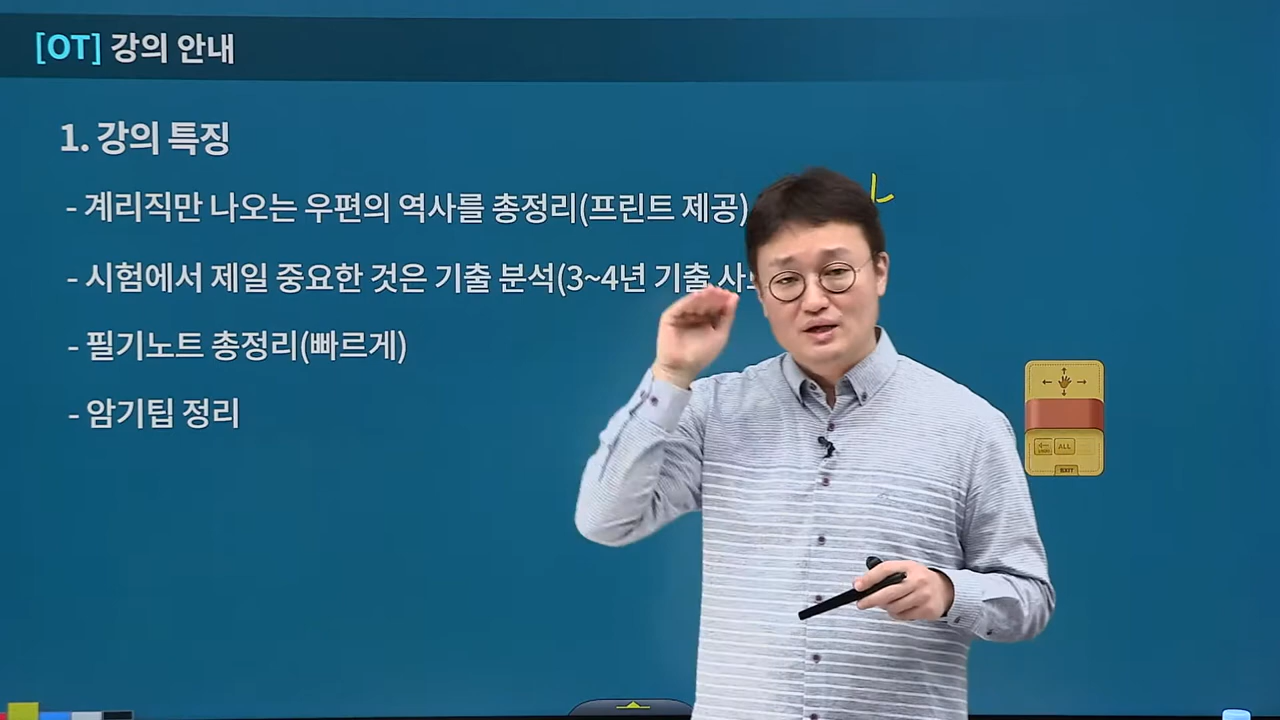 [OT] 강의 안내
1. 강의 특징
- 계리직만 나오는 우편의 역사를 총정리(프린트 제공)
- 시험에서 제일 중요한 것은 기출 분석(3~4년 기출
- 필기노트 총정리(빠르게)
- 암기팁 정리
ALL
EXIT